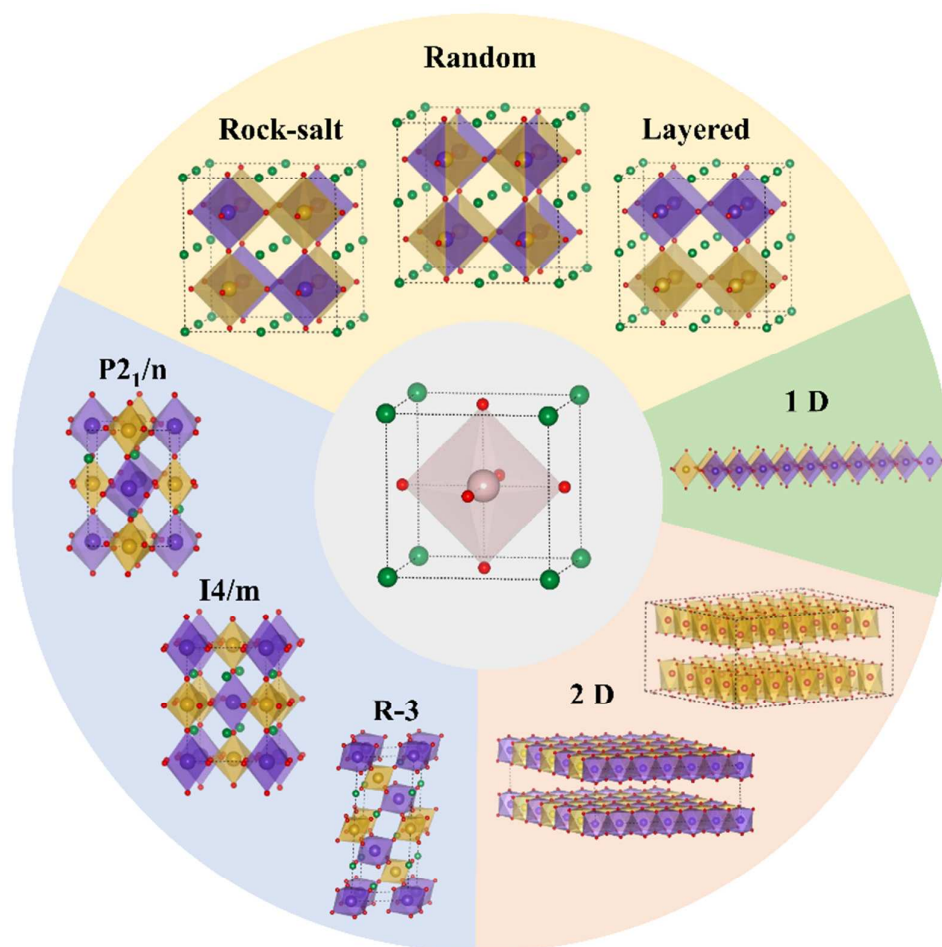 Random
Rock-salt
Layered
P2₁/n
1 D
I4/m
2 D
R-3